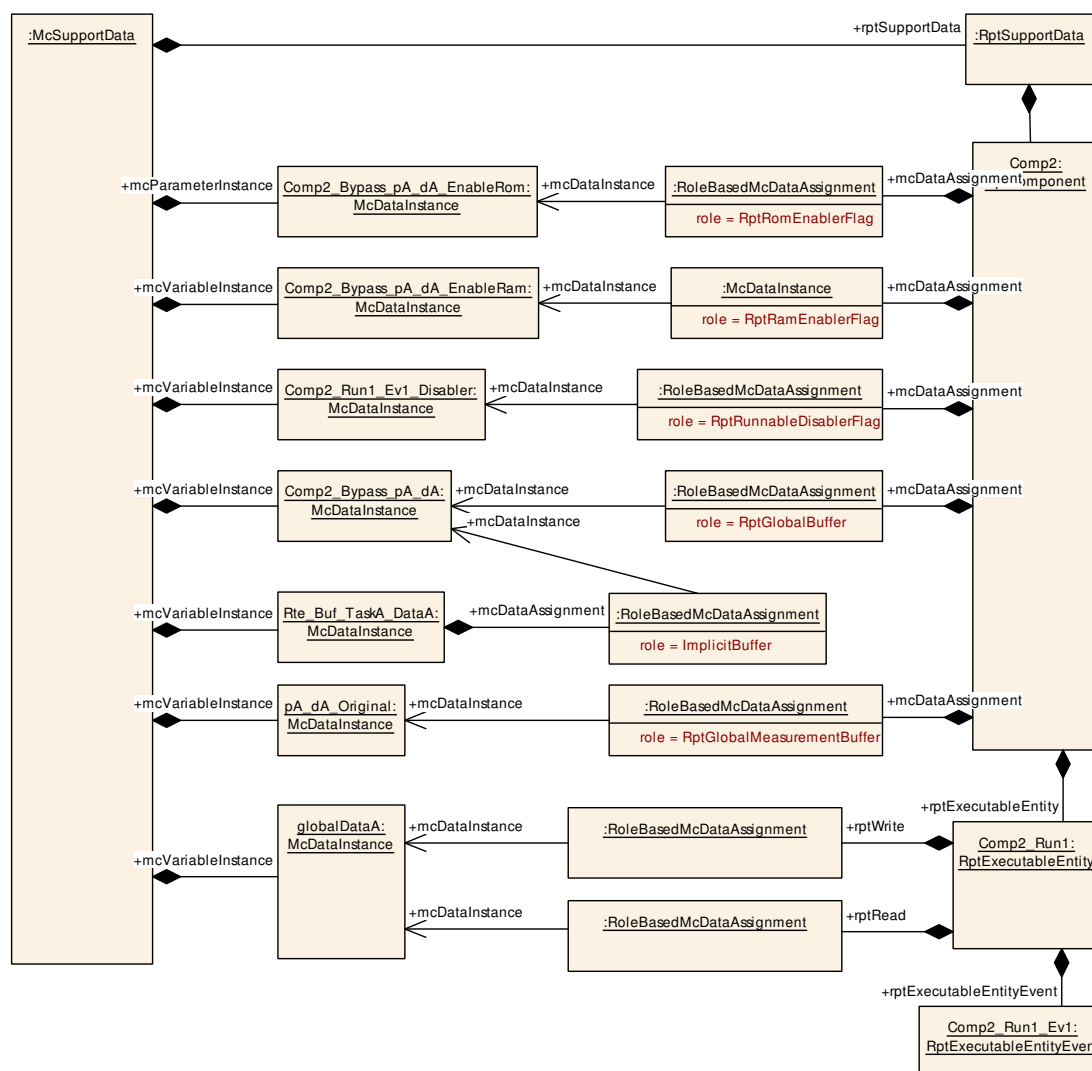 :McSupportData
+rptSupportData
:RptSupportData
+mcParameterInstance
Comp2_Bypass_pA_dA_EnableRom:
McDataInstance
+mcDataInstance
:RoleBasedMcDataAssignment
role = RptRomEnablerFlag
+mcDataAssignment
Comp2:
+mcVariableInstance
Comp2_Bypass_pA_dA_EnableRam:
McDataInstance
+mcDataInstance
:McDataInstance
role = RptRamEnablerFlag
+mcDataAssignment
+mcVariableInstance
Comp2_Run1_Ev1_Disabler:
McDataInstance
+mcDataInstance
:RoleBasedMcDataAssignment
role = RptRunnableDisablerFlag
+mcDataAssignment
+mcVariableInstance
Comp2_Bypass_pA_dA:
McDataInstance
+mcDataInstance
:RoleBasedMcDataAssignment
role = RptGlobalBuffer
+mcDataAssignment
+mcDataInstance
+mcVariableInstance
Rte_Buf_TaskA_DataA:
McDataInstance
+mcDataAssignment
:RoleBasedMcDataAssignment
role = ImplicitBuffer
+mcVariableInstance
pA_dA_Original:
McDataInstance
+mcDataInstance
:RoleBasedMcDataAssignment
role = RptGlobalMeasurementBuffer
+mcDataAssignment
+rptExecutableEntity
+mcVariableInstance
globalDataA:
McDataInstance
+mcDataInstance
:RoleBasedMcDataAssignment
+rptWrite
Comp2_Run1:
RptExecutableEntity
+mcDataInstance
:RoleBasedMcDataAssignment
+rptRead
+rptExecutableEntityEvent
Comp2_Run1_Ev1:
RptExecutableEntityEven